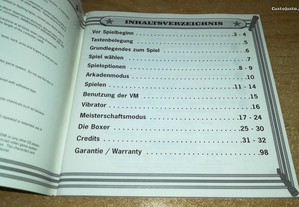 CustoJusto.pt
INHALTSVERZEICHNIS
Vor Spielbeginn 3 - 4
Tastenbelegung 5
Grundlegendes zum Spiel 6
Spiel wählen 7
Spieloptionen 8 - 9
Arkadenmodus 10
Spielen 11 - 14
Benutzung der VM 15
Vibrator 16
Meisterschaftsmodus 17 - 24
Die Boxer 25 - 30
Credits 31 - 32
Garantie / Warranty 98